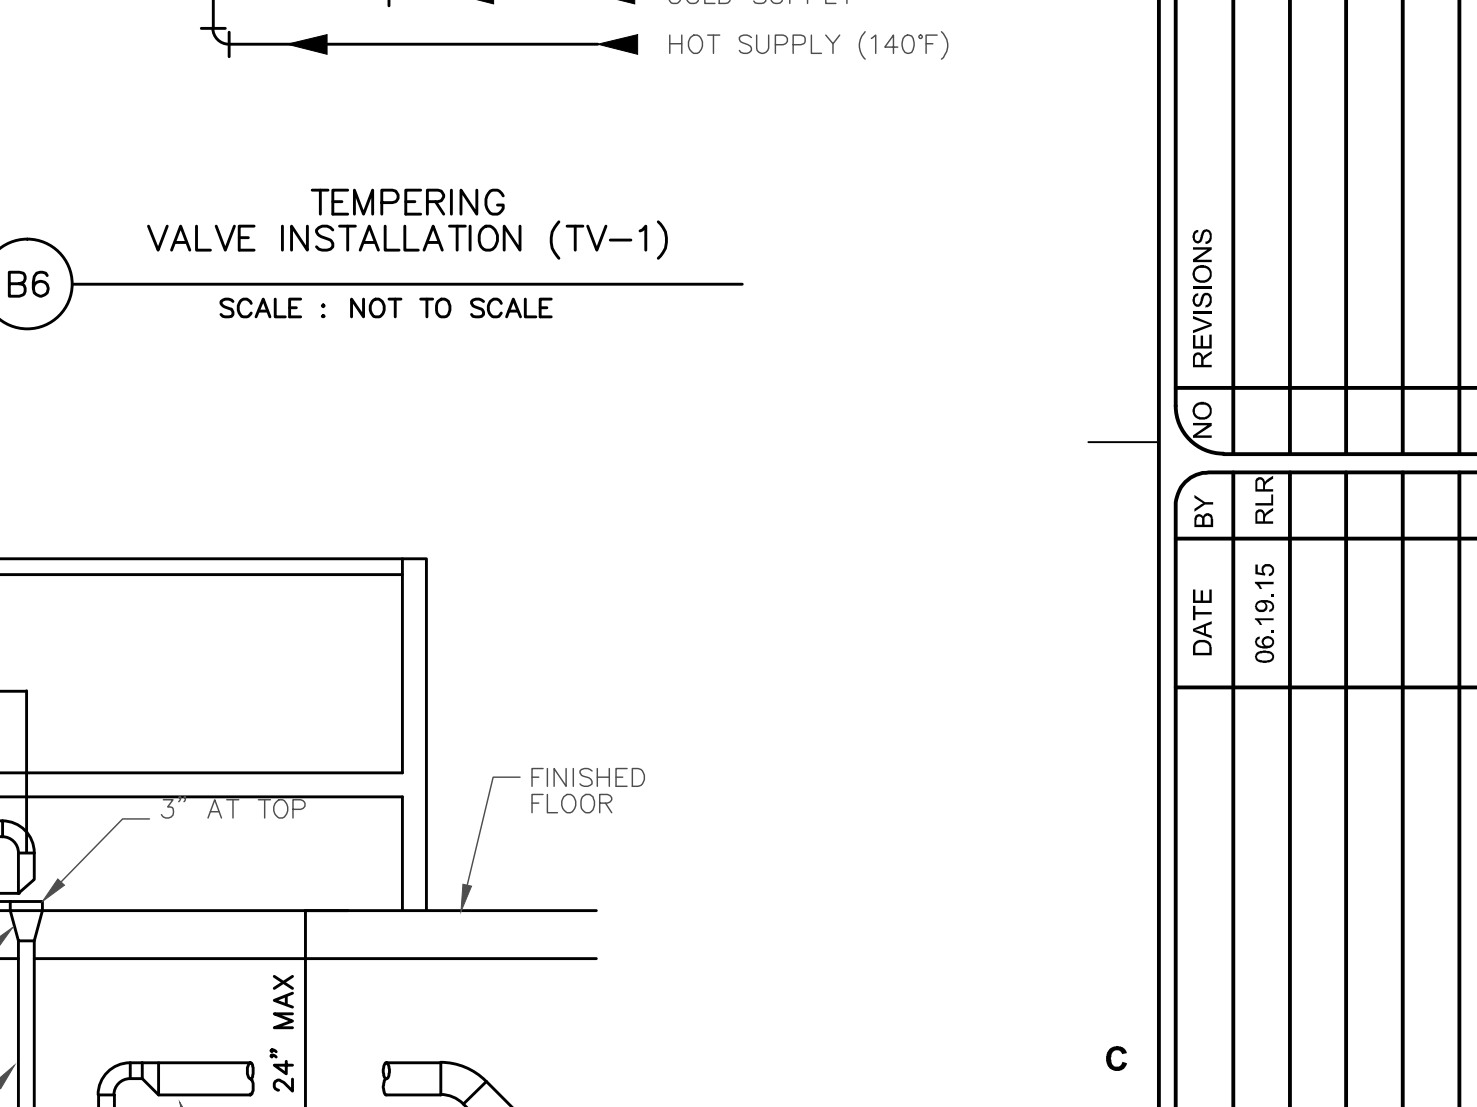 HOT SUPPLY (140°F)
TEMPERING
VALVE INSTALLATION (TV-1)
B6
SCALE : NOT TO SCALE
REVISIONS
NO
BY
RLR
DATE
06.19.15
FINISHED
FLOOR
3" AT TOP
24" MAX
C